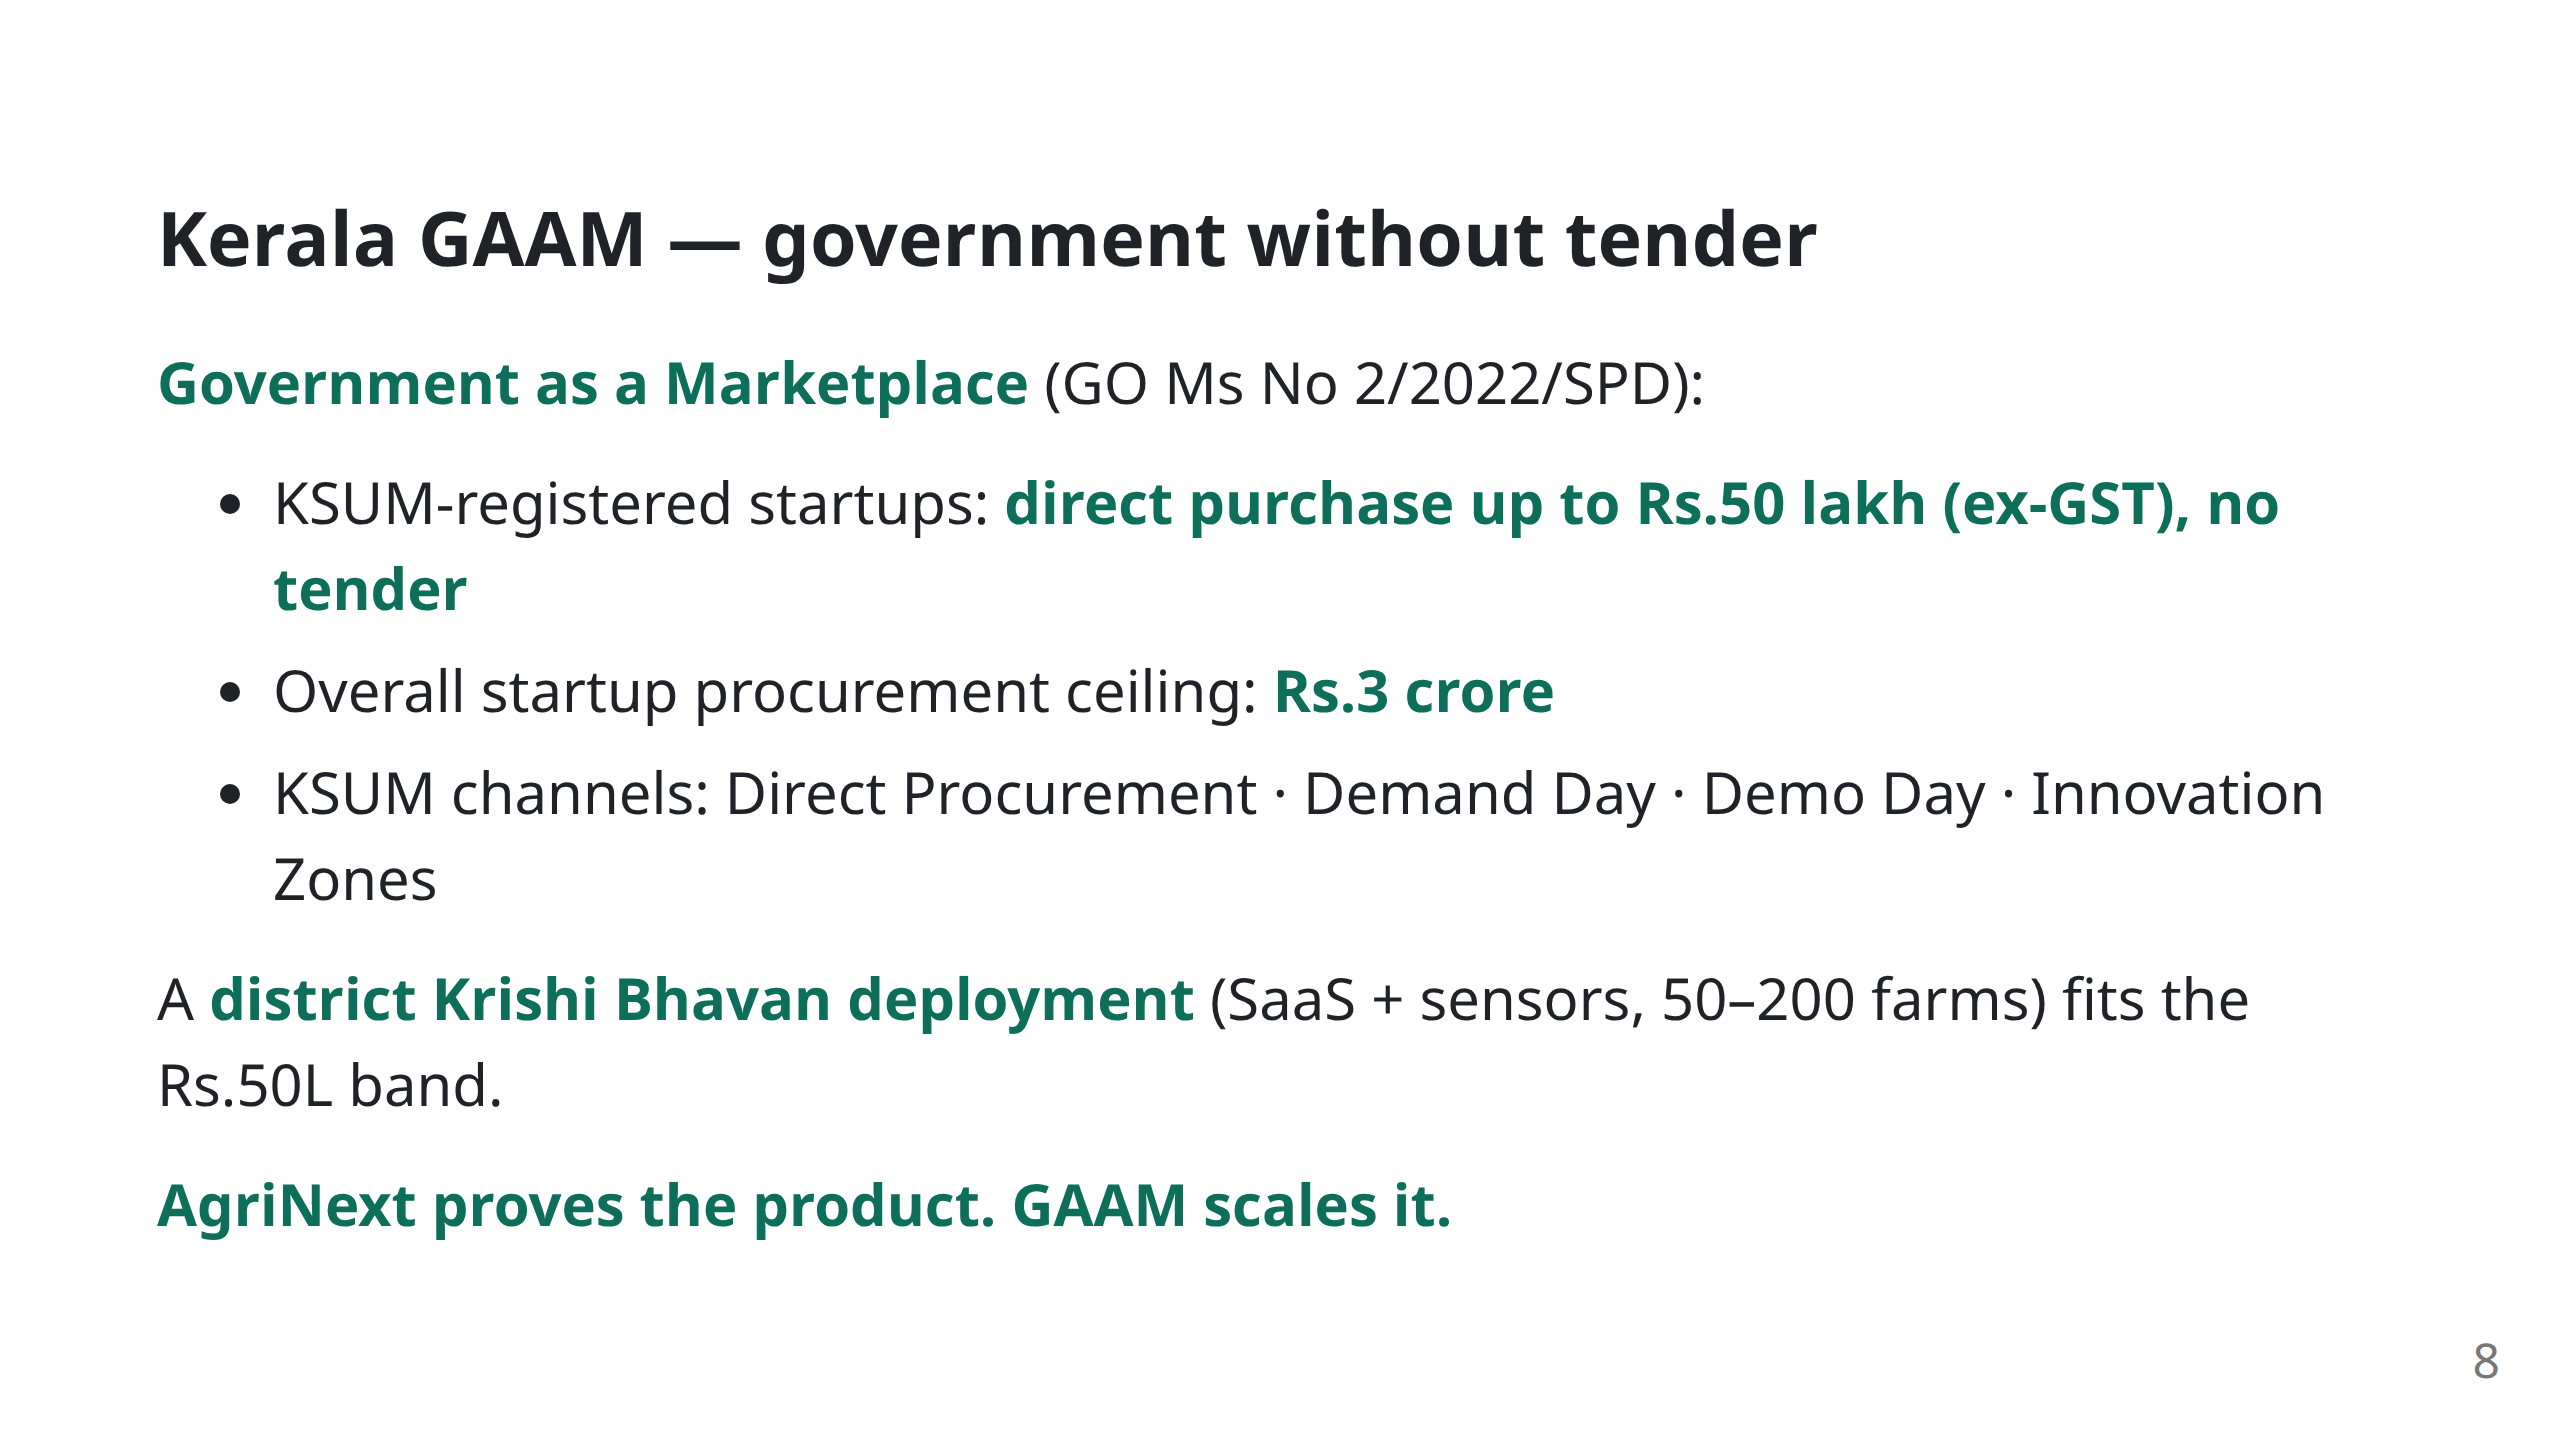 Kerala GAAM — government without tender
Government as a Marketplace (GO Ms No 2/2022/SPD):
• KSUM-registered startups: direct purchase up to Rs.50 lakh (ex-GST), no
tender
• Overall startup procurement ceiling: Rs.3 crore
• KSUM channels: Direct Procurement · Demand Day · Demo Day · Innovation
Zones
A district Krishi Bhavan deployment (SaaS + sensors, 50–200 farms) fits the
Rs.50L band.
AgriNext proves the product. GAAM scales it.
8